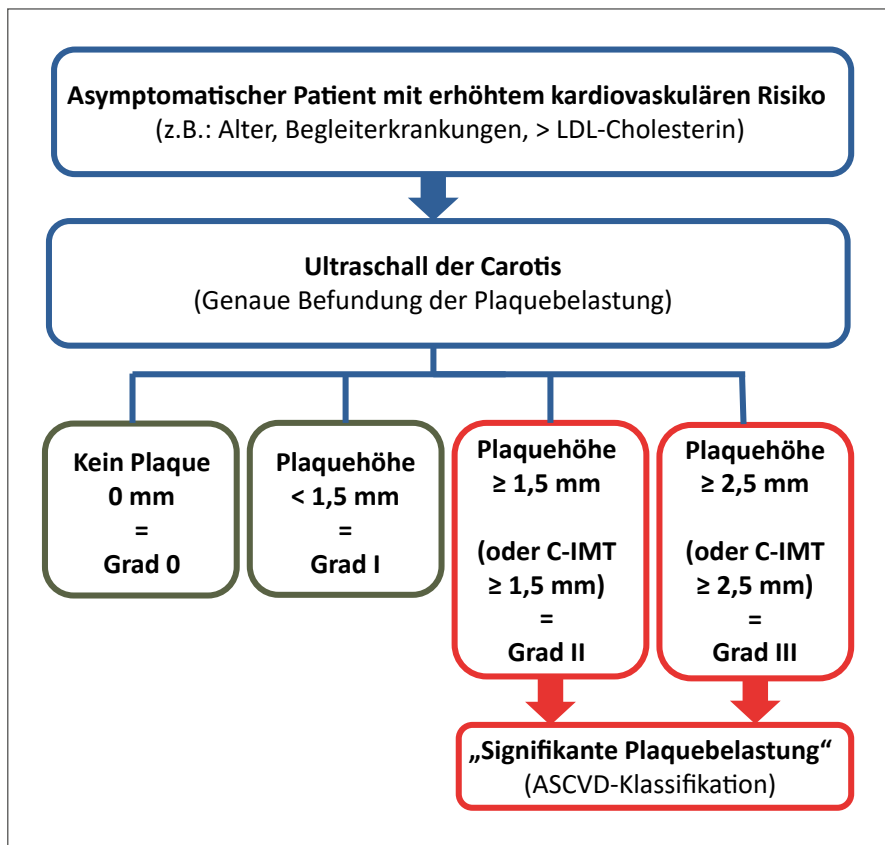 Asymptomatischer Patient mit erhöhtem kardiovaskulären Risiko
(z.B.: Alter, Begleiterkrankungen, > LDL-Cholesterin)
Ultraschall der Carotis
(Genaue Befundung der Plaquebelastung)
Kein Plaque
0 mm
=
Grad 0
Plaquehöhe
< 1,5 mm
=
Grad I
Plaquehöhe
≥ 1,5 mm
(oder C-IMT
≥ 1,5 mm)
=
Grad II
Plaquehöhe
≥ 2,5 mm
(oder C-IMT
≥ 2,5 mm)
=
Grad III
„Signifikante Plaquebelastung“
(ASCVD-Klassifikation)